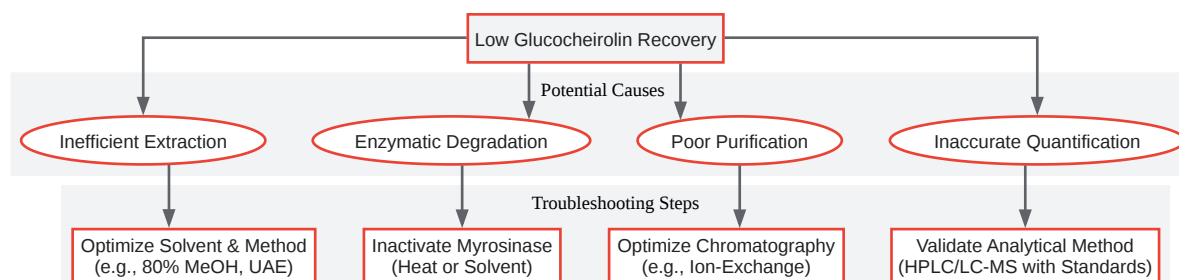 Low Glucocheirolin Recovery
Potential Causes
Inefficient Extraction
Enzymatic Degradation
Poor Purification
Inaccurate Quantification
Troubleshooting Steps
Optimize Solvent & Method
(e.g., 80% MeOH, UAE)
Inactivate Myrosinase
(Heat or Solvent)
Optimize Chromatography
(e.g., Ion-Exchange)
Validate Analytical Method
(HPLC/LC-MS with Standards)